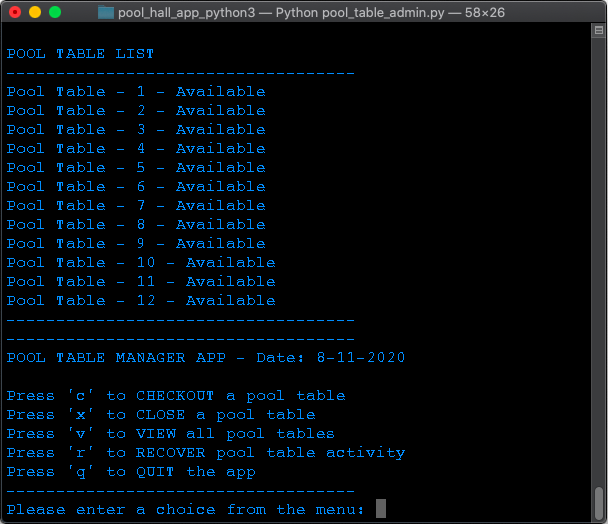 pool_hall_app_python3 — Python pool_table_admin.py — 58×26
POOL TABLE LIST
-----------------------------------
Pool Table - 1 - Available
Pool Table - 2 - Available
Pool Table - 3 - Available
Pool Table - 4 - Available
Pool Table - 5 - Available
Pool Table - 6 - Available
Pool Table - 7 - Available
Pool Table - 8 - Available
Pool Table - 9 - Available
Pool Table - 10 - Available
Pool Table - 11 - Available
Pool Table - 12 - Available
-----------------------------------
-----------------------------------
POOL TABLE MANAGER APP - Date: 8-11-2020
Press 'c' to CHECKOUT a pool table
Press 'x' to CLOSE a pool table
Press 'v' to VIEW all pool tables
Press 'r' to RECOVER pool table activity
Press 'q' to QUIT the app
-----------------------------------
Please enter a choice from the menu: